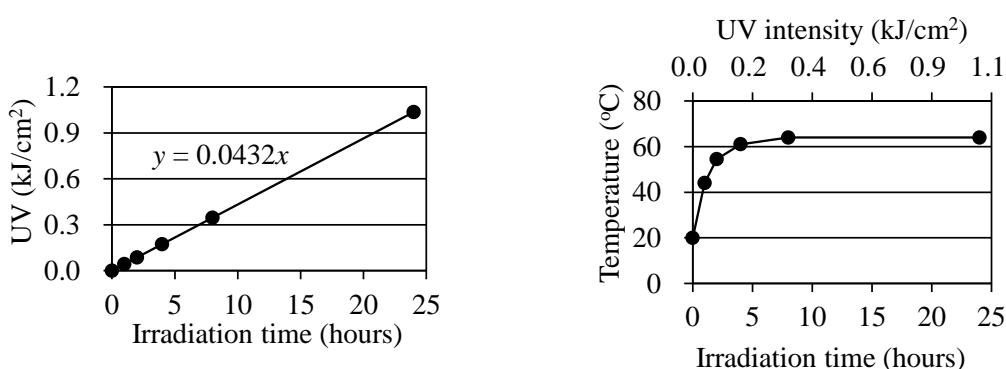 1.2
0.9
0.6
0.3
0.0
UV (kJ/cm²)
y = 0.0432x
0 5 10 15 20 25
Irradiation time (hours)
UV intensity (kJ/cm²)
0.0 0.2 0.4 0.6 0.9 1.1
80
60
40
20
0
Temperature (ºC)
0 5 10 15 20 25
Irradiation time (hours)